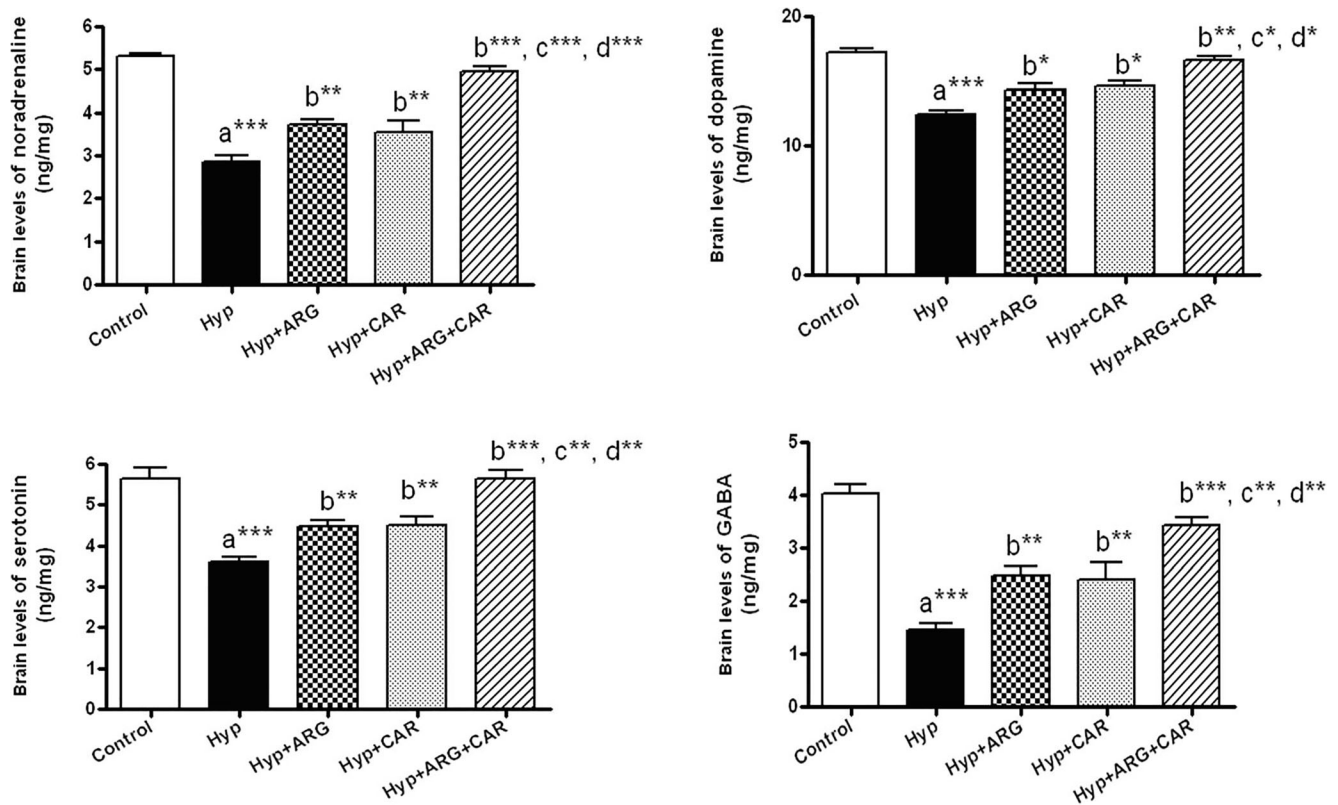 Brain levels of noradrenaline
(ng/mg)
6
5
4
3
2
1
0
a***
b**
b**
b***, c***, d***
Control
Hyp
Hyp+ARG
Hyp+CAR
Hyp+ARG+CAR
Brain levels of dopamine
(ng/mg)
20
10
0
a***
b*
b*
b**, c*, d*
Control
Hyp
Hyp+ARG
Hyp+CAR
Hyp+ARG+CAR
Brain levels of serotonin
(ng/mg)
6
5
4
3
2
1
0
a***
b**
b**
b***, c**, d**
Control
Hyp
Hyp+ARG
Hyp+CAR
Hyp+ARG+CAR
Brain levels of GABA
(ng/mg)
5
4
3
2
1
0
a***
b**
b**
b***, c**, d**
Control
Hyp
Hyp+ARG
Hyp+CAR
Hyp+ARG+CAR